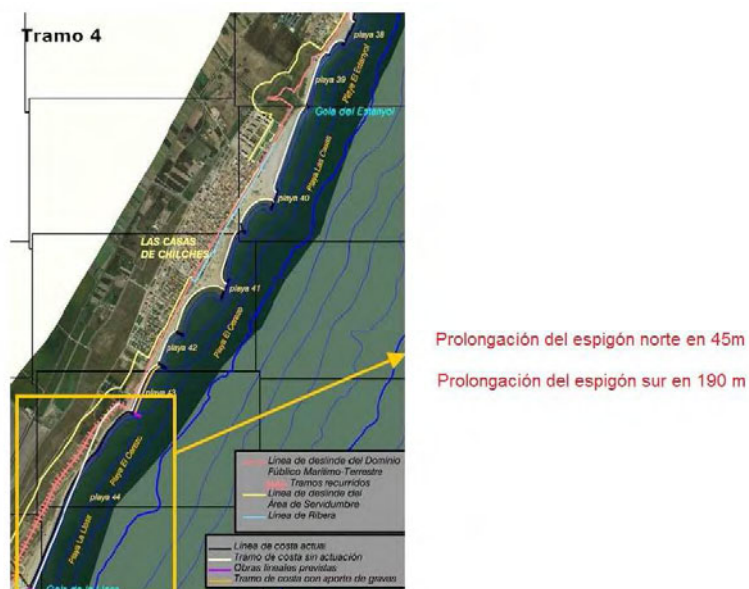 Tramo 4
playa 38
playa 39
Playa El Estanyol
Gola del Estanyol
Playa Las Casas
playa 40
LAS CASAS
DE CHILCHES
playa 41
Playa El Cerezo
playa 42
playa 43
Playa El Cerezo
playa 44
Playa La Llosa
Gola de la Llosa
Prolongación del espigón norte en 45m
Prolongación del espigón sur en 190 m
Línea de deslinde del Dominio
Público Marítimo-Terrestre
Tramos recurridos
Línea de deslinde del
Área de Servidumbre
Línea de Ribera
Línea de costa actual
Tramo de costa sin actuación
Obras lineales previstas
Tramo de costa con aporte de gravas